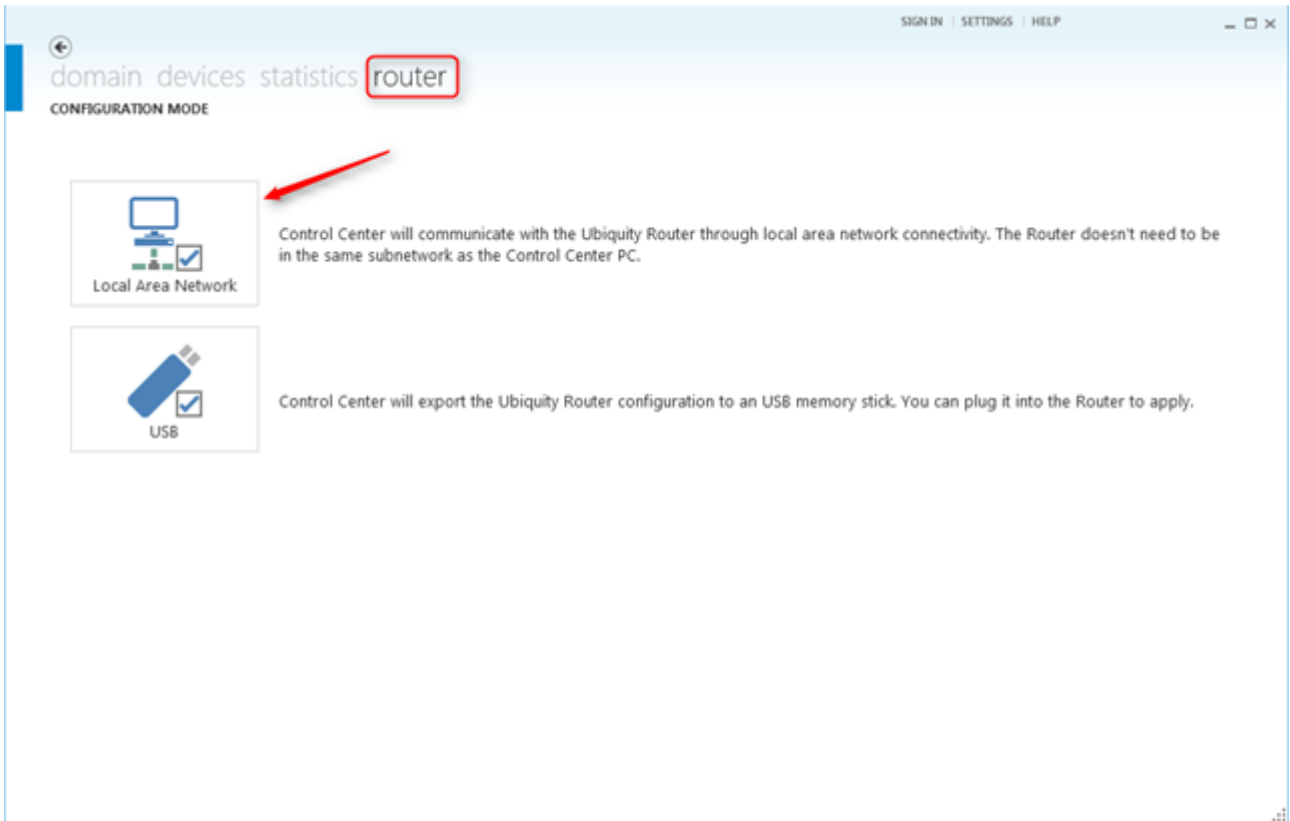 SIGN IN | SETTINGS | HELP
domain devices statistics router
CONFIGURATION MODE
Local Area Network
Control Center will communicate with the Ubiquity Router through local area network connectivity. The Router doesn't need to be
in the same subnetwork as the Control Center PC.
USB
Control Center will export the Ubiquity Router configuration to an USB memory stick. You can plug it into the Router to apply.